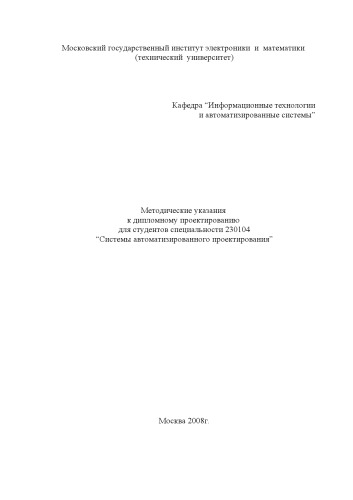 Московский государственный институт электроники и математики
(технический университет)
Кафедра “Информационные технологии
и автоматизированные системы”
Методические указания
к дипломному проектированию
для студентов специальности 230104
“Системы автоматизированного проектирования”
Москва 2008г.